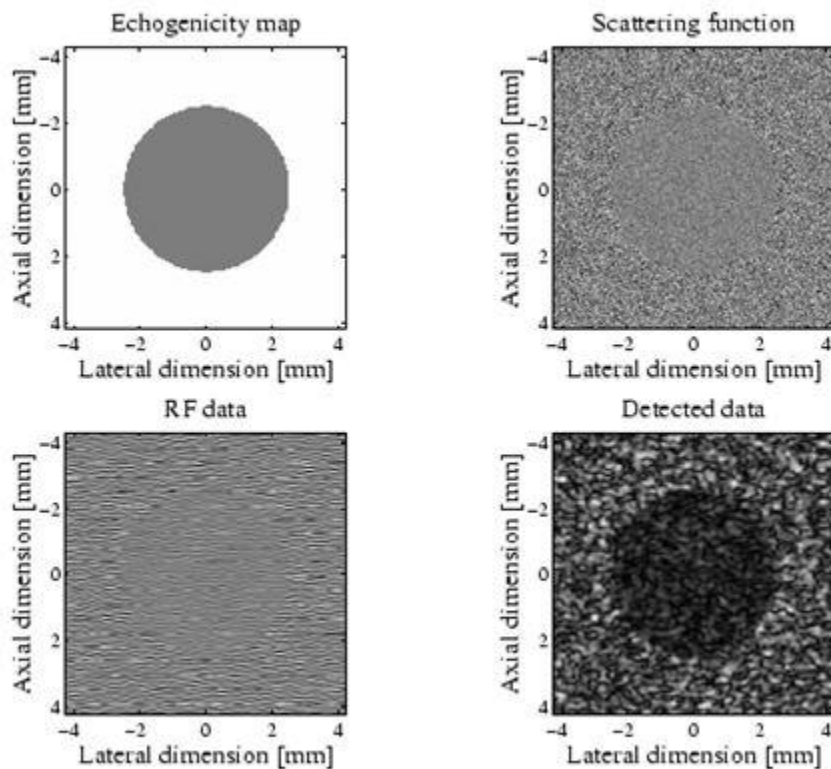 Echogenicity map
−4
−2
0
2
4
Axial dimension [mm]
−4 −2 0 2 4
Lateral dimension [mm]
Scattering function
−4
−2
0
2
4
Axial dimension [mm]
−4 −2 0 2 4
Lateral dimension [mm]
RF data
−4
−2
0
2
4
Axial dimension [mm]
−4 −2 0 2 4
Lateral dimension [mm]
Detected data
−4
−2
0
2
4
Axial dimension [mm]
−4 −2 0 2 4
Lateral dimension [mm]